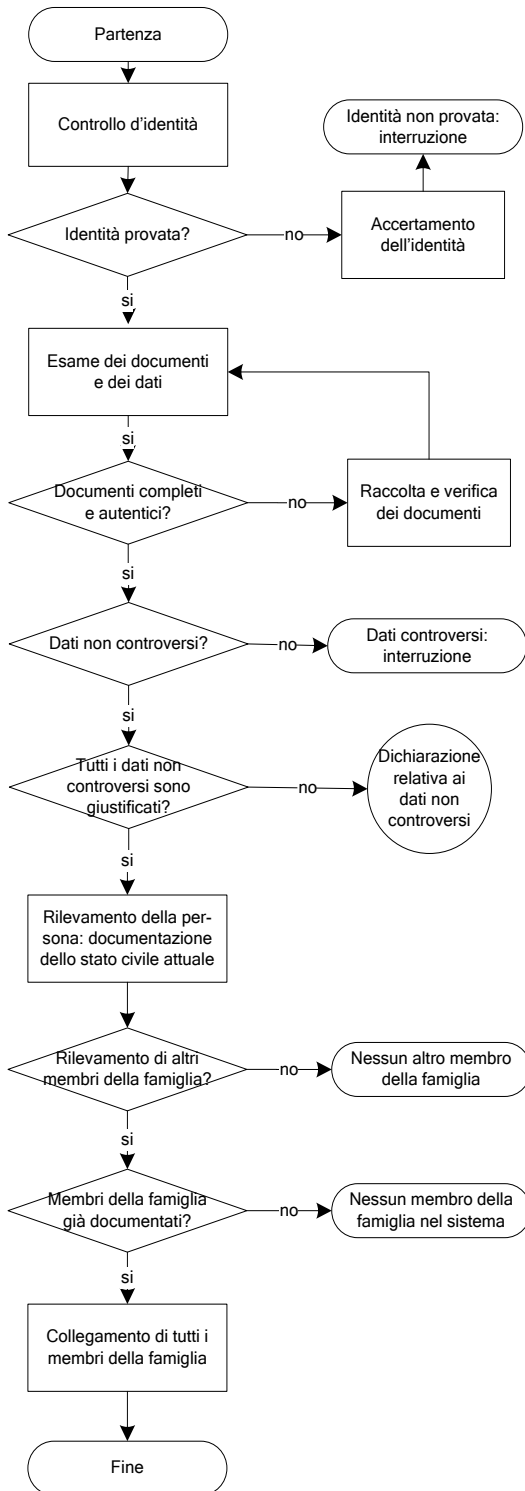 Partenza
Controllo d'identità
Identità non provata:
interruzione
Identità provata?
no
Accertamento
dell'identità
si
Esame dei documenti
e dei dati
si
Documenti completi
e autentici?
no
Raccolta e verifica
dei documenti
si
Dati non controversi?
no
Dati controversi:
interruzione
si
Tutti i dati non
controversi sono
giustificati?
no
Dichiarazione
relativa ai
dati non
controversi
si
Rilevamento della per-
sona: documentazione
dello stato civile attuale
Rilevamento di altri
membri della famiglia?
no
Nessun altro membro
della famiglia
si
Membri della famiglia
già documentati?
no
Nessun membro della
famiglia nel sistema
si
Collegamento di tutti i
membri della famiglia
Fine